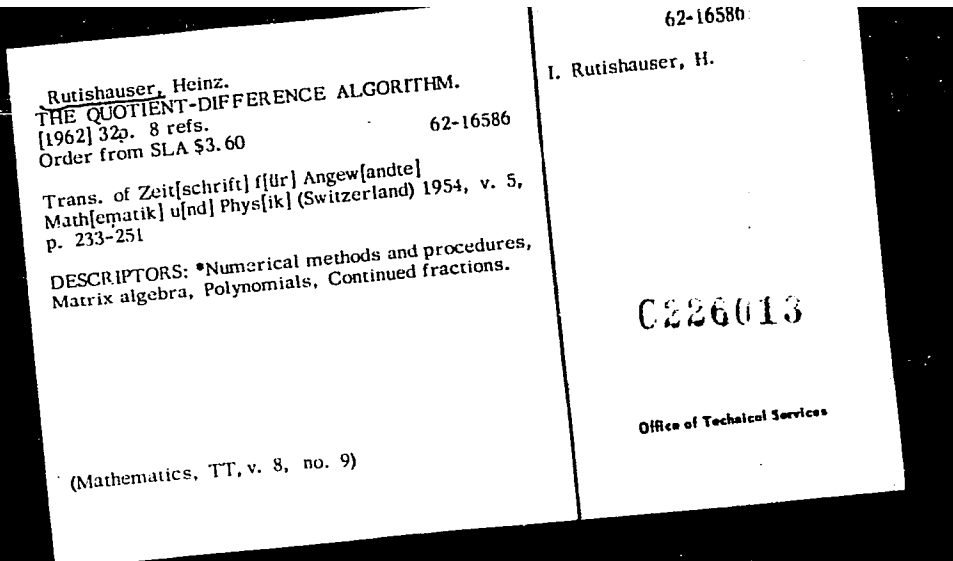 Rutishauser, Heinz.
THE QUOTIENT-DIFFERENCE ALGORITHM.
[1962] 32p. 8 refs.
Order from SLA $3.60 62-16586
Trans. of Zeit[schrift] f[ür] Angew[andte]
Math[ematik] u[nd] Phys[ik] (Switzerland) 1954, v. 5,
p. 233-251
DESCRIPTORS: *Numerical methods and procedures,
Matrix algebra, Polynomials, Continued fractions.
(Mathematics, TT, v. 8, no. 9)
62-16586
I. Rutishauser, H.
C226013
Office of Technical Services